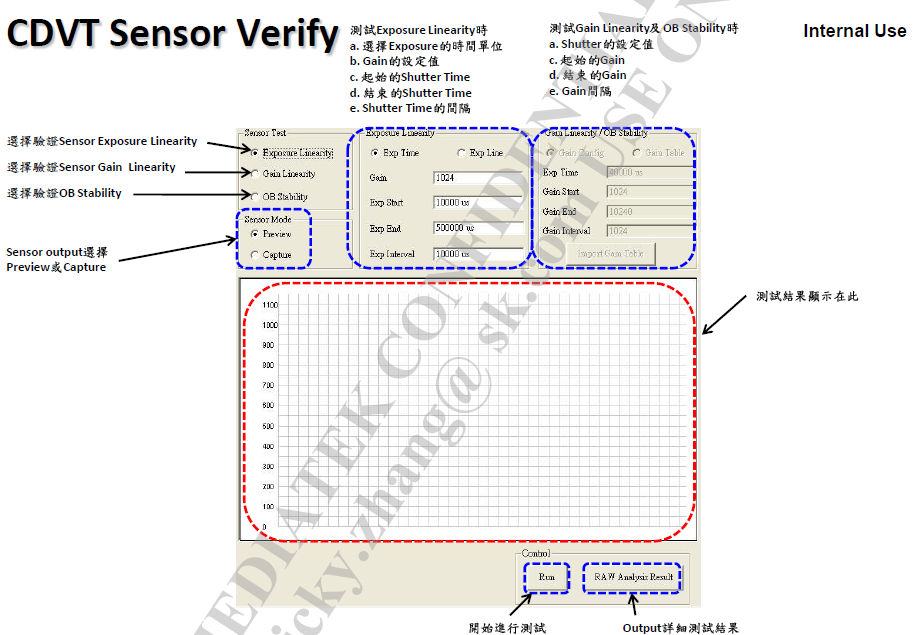 CDVT Sensor Verify
Internal Use
測試Exposure Linearity時
a. 選擇Exposure的時間單位
b. Gain的設定值
c. 起始的Shutter Time
d. 結束的Shutter Time
e. Shutter Time的間隔
測試Gain Linearity及OB Stability時
a. Shutter的設定值
c. 起始的Gain
d. 結束的Gain
e. Gain間隔
選擇驗證Sensor Exposure Linearity
選擇驗證Sensor Gain Linearity
選擇驗證OB Stability
Sensor output選擇
Preview或Capture
Sensor Test
Exposure Linearity
Gain Linearity
OB Stability
Sensor Mode
Preview
Capture
Exposure Linearity
Exp Time
Exp Line
Gain
1024
Exp Start
10000 us
Exp End
500000 us
Exp Interval
10000 us
Gain Linearity / OB Stability
Gain Config
Gain Table
Exp Time
us
Gain Start
1024
Gain End
10240
Gain Interval
1024
Import Gain Table
1100
1000
900
800
700
600
500
400
300
200
100
0
測試結果顯示在此
Control
Run
RAW Analysis Result
開始進行測試
Output詳細測試結果
MEDIATEK CONFIDENTIAL
sk.com USE ON
icky.zhang@